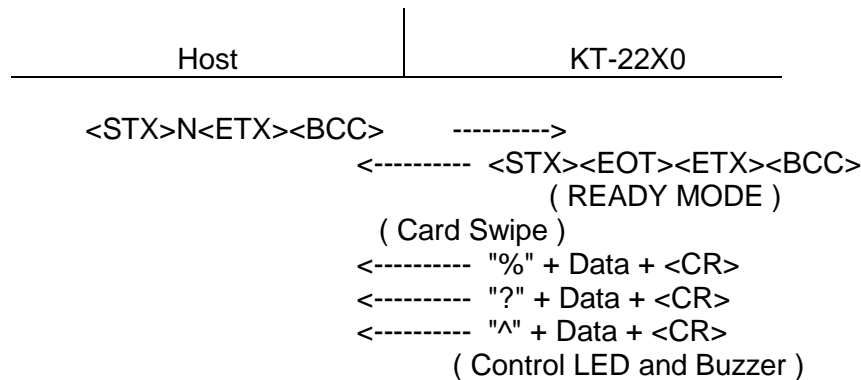 Host KT-22X0
<STX>N<ETX><BCC> ---------->
<---------- <STX><EOT><ETX><BCC>
( READY MODE )
( Card Swipe )
<---------- "%" + Data + <CR>
<---------- "?" + Data + <CR>
<---------- "^" + Data + <CR>
( Control LED and Buzzer )